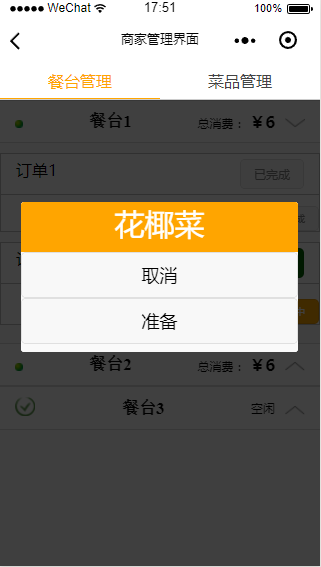 WeChat 17:51 100%
商家管理界面
餐台管理 菜品管理
餐台1 总消费： ￥6
订单1 已完成
成
花椰菜
取消
准备
餐台2 总消费： ￥6
餐台3 空闲